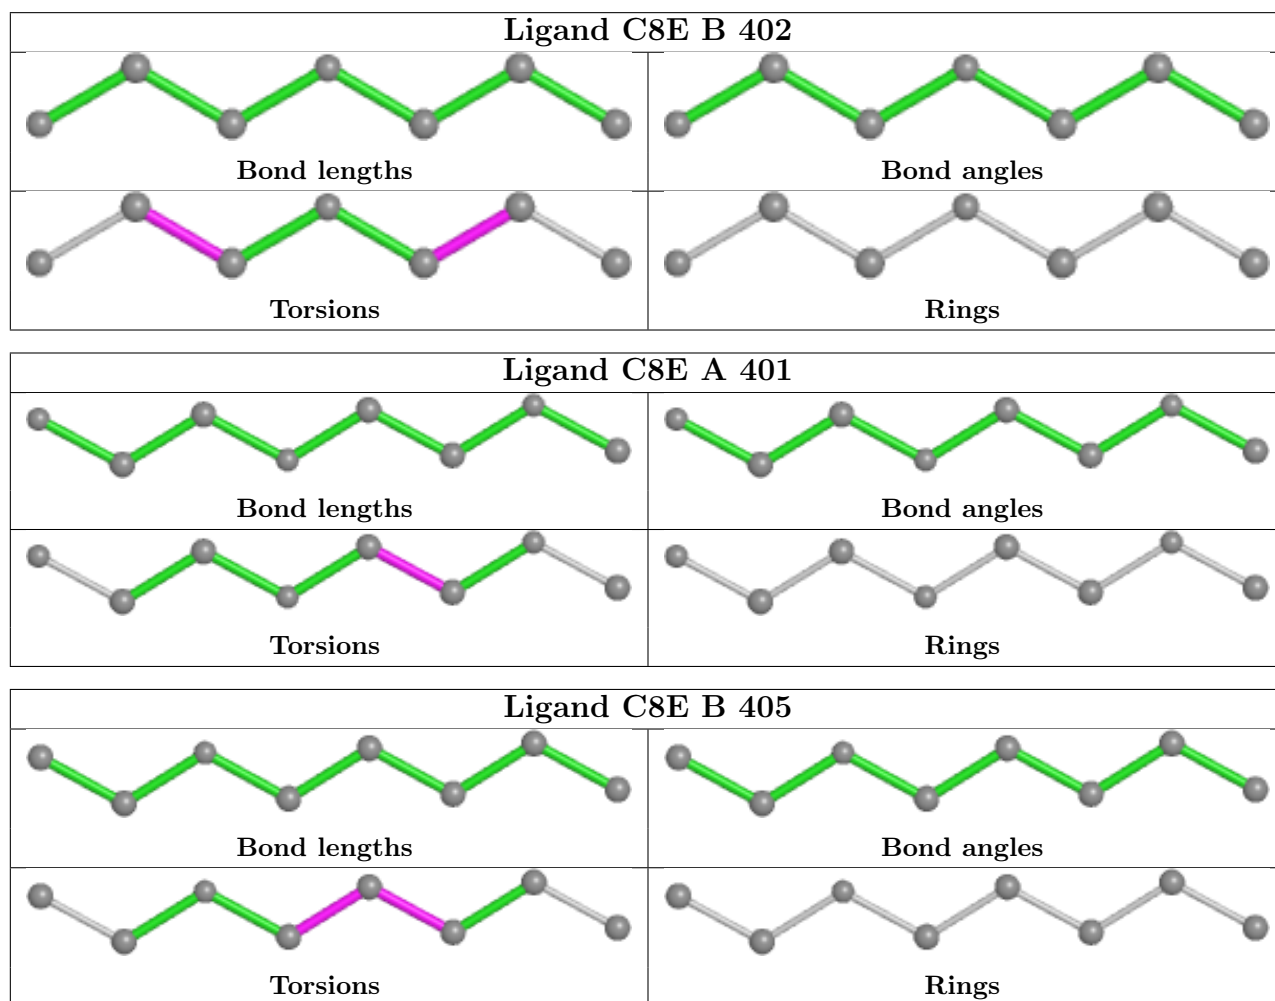 Ligand C8E B 402
Bond lengths
Bond angles
Torsions
Rings
Ligand C8E A 401
Bond lengths
Bond angles
Torsions
Rings
Ligand C8E B 405
Bond lengths
Bond angles
Torsions
Rings